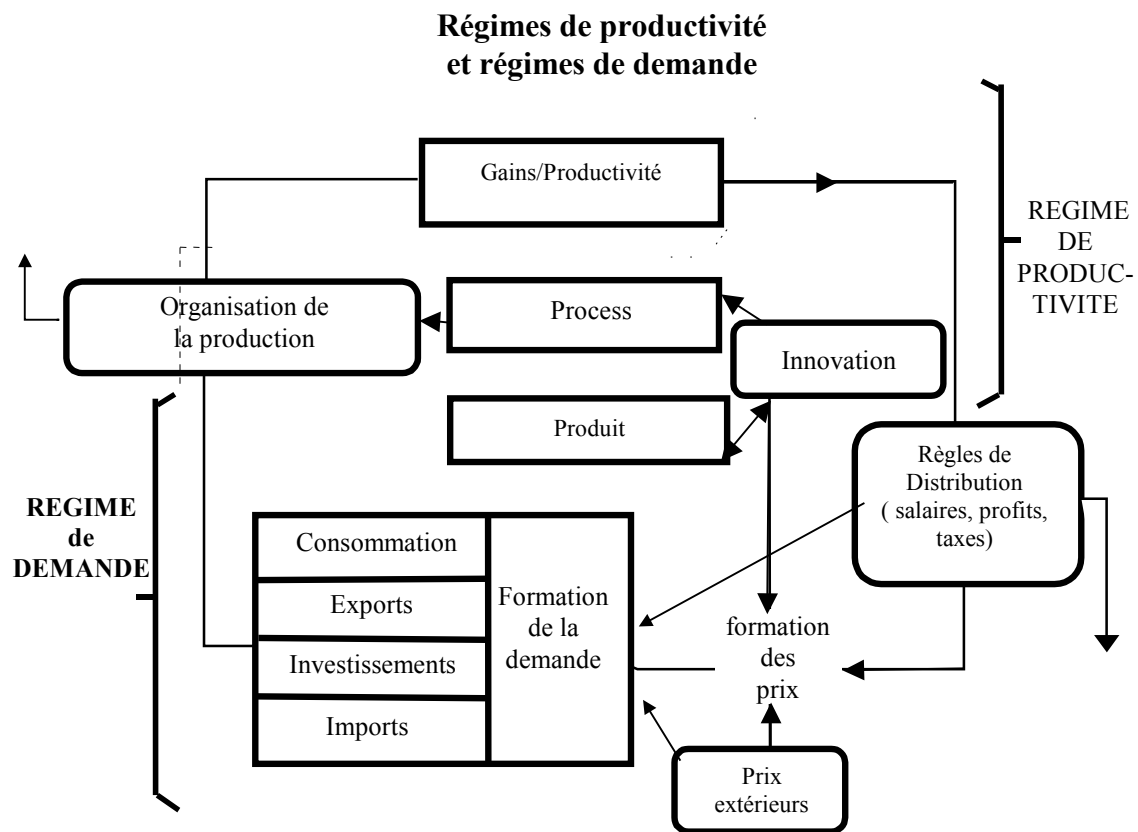 Régimes de productivité
et régimes de demande
Gains/Productivité
REGIME
DE
PRODUC-
TIVITE
Organisation de
la production
Process
Innovation
Produit
Règles de
Distribution
( salaires, profits,
taxes)
REGIME
de
DEMANDE
Consommation
Exports
Investissements
Imports
Formation
de la
demande
formation
des
prix
Prix
extérieurs